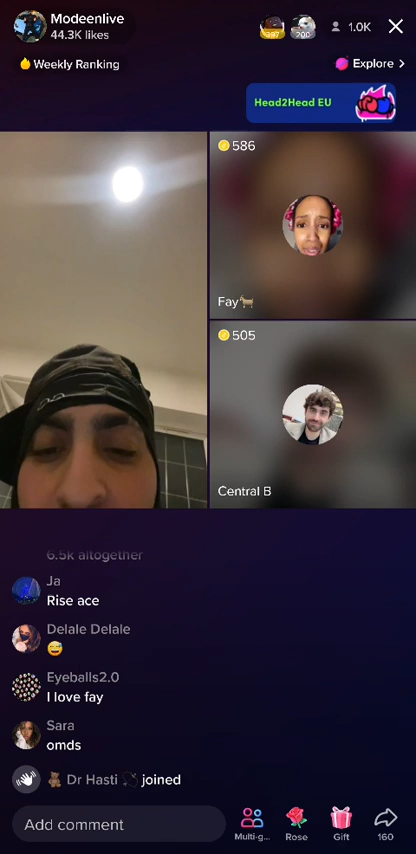 Modeenlive
44.3K likes
297
200
1.0K
Weekly Ranking
Explore
Head2Head EU
586
Fay
505
Central B
6.5k altogether
Ja
Rise ace
Delale Delale
Eyeballs2.0
I love fay
Sara
omds
Dr Hasti joined
Add comment
Multi-g...
Rose
Gift
160